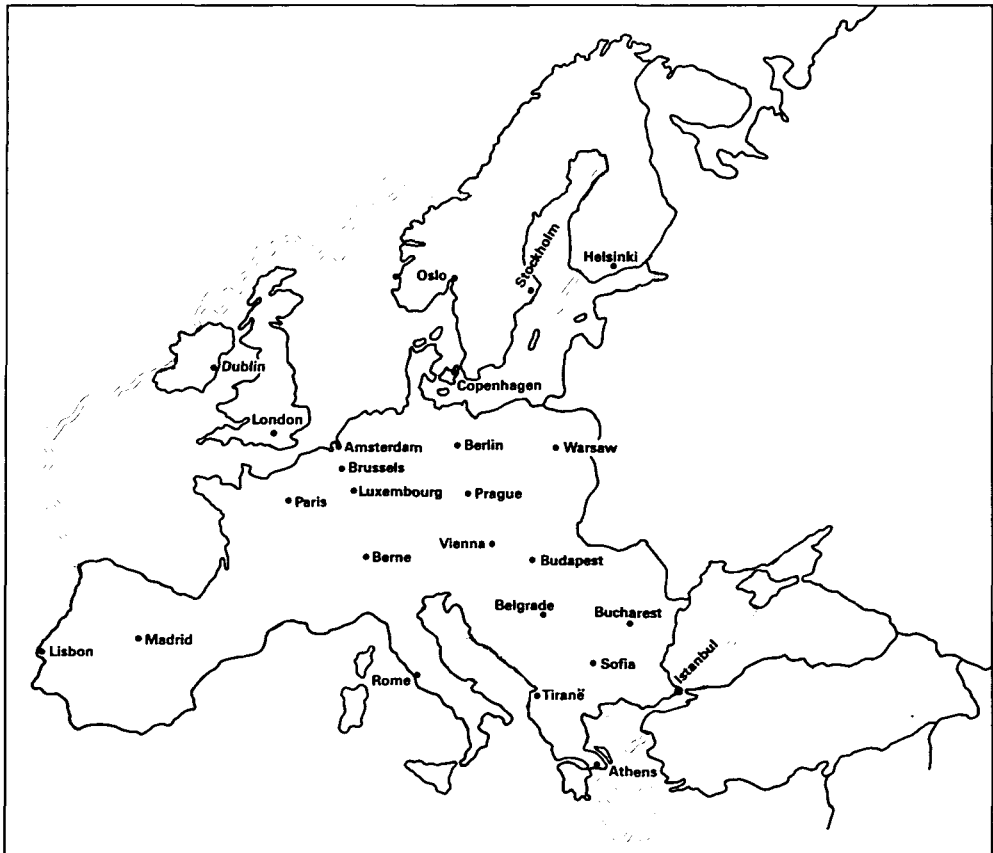 Oslo
Stockholm
Helsinki
Dublin
Copenhagen
London
Amsterdam
Berlin
Warsaw
Brussels
Luxembourg
Prague
Paris
Vienna
Berne
Budapest
Belgrade
Bucharest
Madrid
Lisbon
Sofia
Istanbul
Rome
Tiranë
Athens